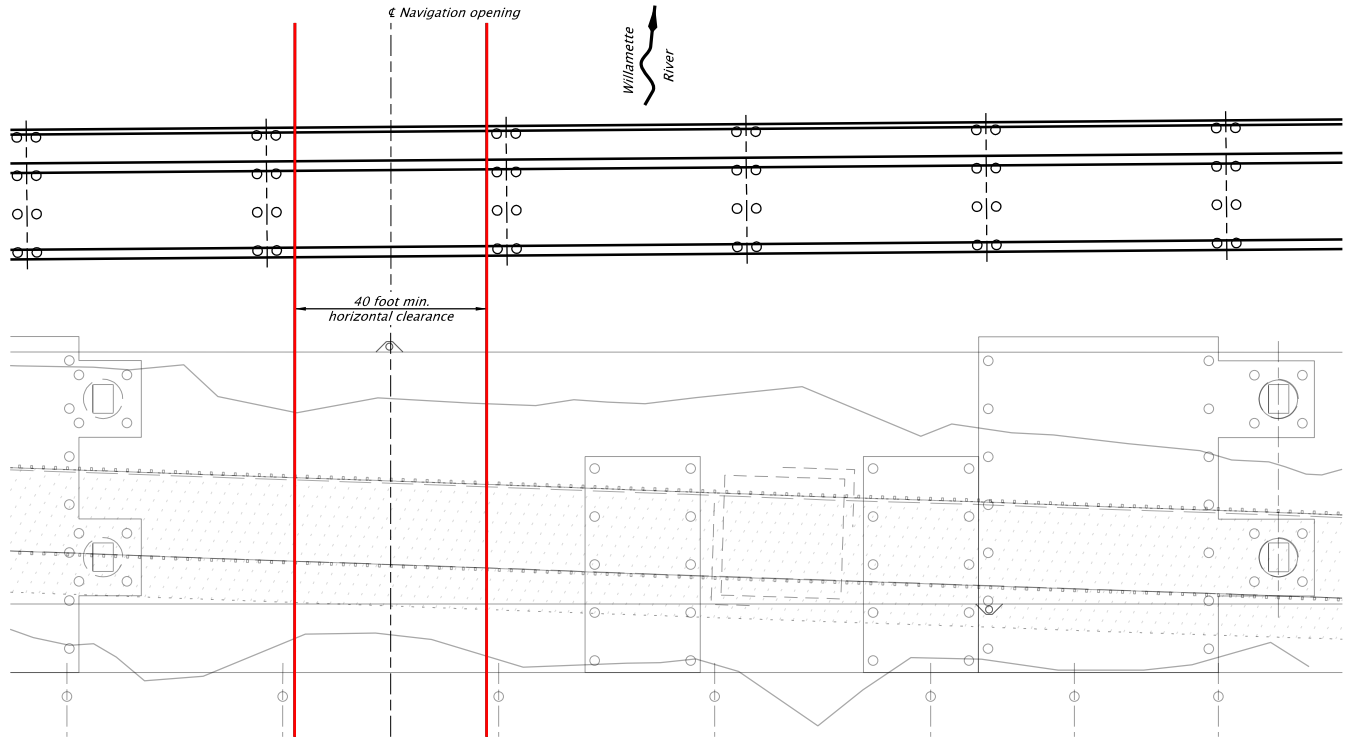 ℄ Navigation opening
Willamette
River
40 foot min.
horizontal clearance